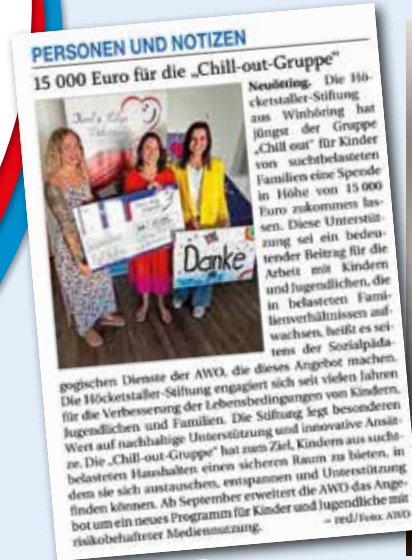 PERSONEN UND NOTIZEN
15 000 Euro für die „Chill-out-Gruppe“
Danke
Neuötting. Die Hö-
cketstaller-Stiftung
aus Winhöring hat
jüngst der Gruppe
„Chill out“ für Kinder
von suchtbelasteten
Familien eine Spende
in Höhe von 15 000
Euro zukommen las-
sen. Diese Unterstüt-
zung sei ein bedeu-
tender Beitrag für die
Arbeit mit Kindern
und Jugendlichen, die
in belasteten Fami-
lienverhältnissen auf-
wachsen, heißt es sei-
tens der Sozialpäda-
gogischen Dienste der AWO, die dieses Angebot machen.
Die Höcketstaller-Stiftung engagiert sich seit vielen Jahren
für die Verbesserung der Lebensbedingungen von Kindern,
Jugendlichen und Familien. Die Stiftung legt besonderen
Wert auf nachhaltige Unterstützung und innovative Ansät-
ze. Die „Chill-out-Gruppe“ hat zum Ziel, Kindern aus sucht-
belasteten Haushalten einen sicheren Raum zu bieten, in
dem sie sich austauschen, entspannen und Unterstützung
finden können. Ab September erweitert die AWO das Ange-
bot um ein neues Programm für Kinder und Jugendliche mit
risikobehafteter Mediennutzung.
– red/Foto: AWO